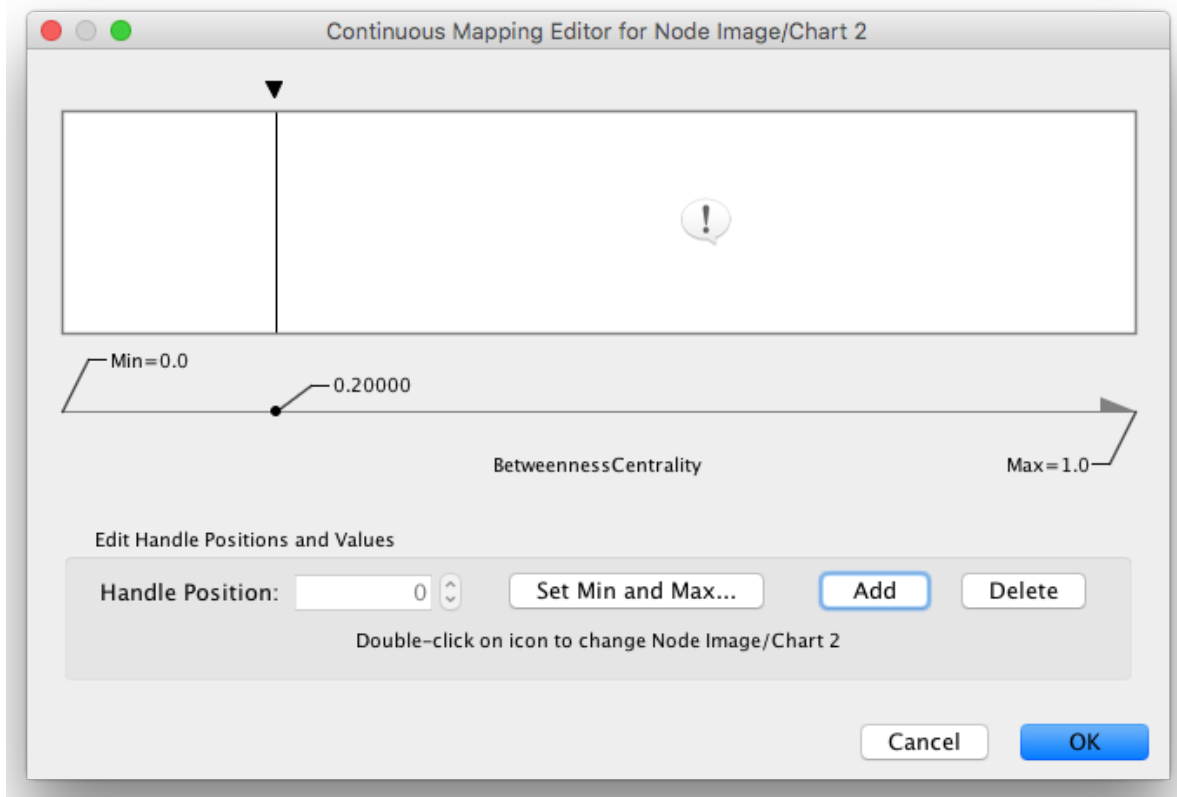 Continuous Mapping Editor for Node Image/Chart 2
!
Min=0.0
0.20000
BetweennessCentrality
Max=1.0
Edit Handle Positions and Values
Handle Position: 0 Set Min and Max... Add Delete
Double-click on icon to change Node Image/Chart 2
Cancel OK